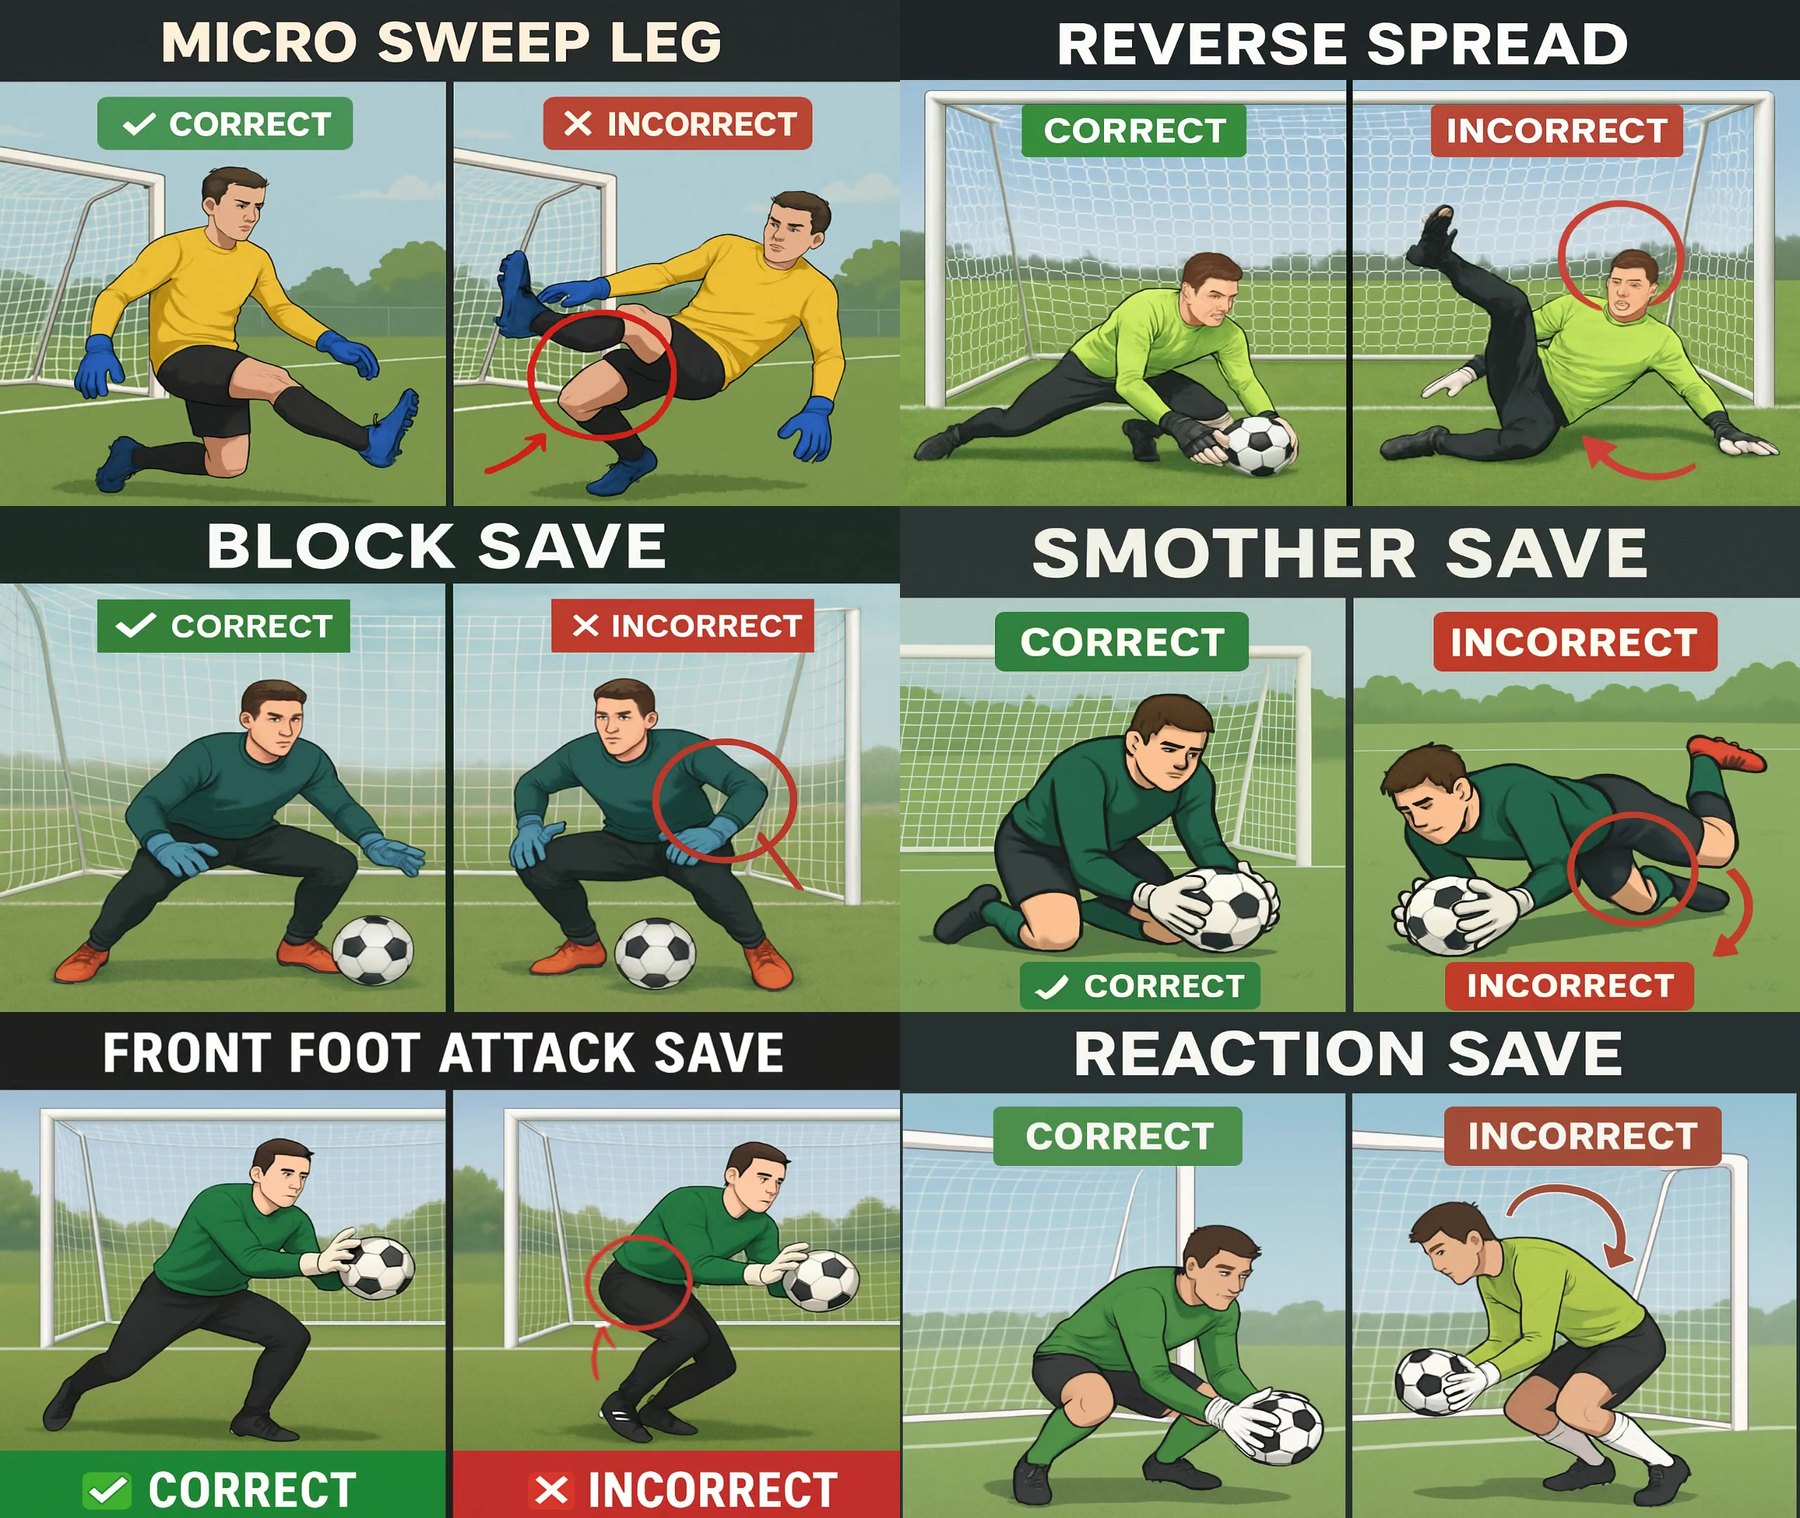 MICRO SWEEP LEG
✓ CORRECT
✕ INCORRECT
REVERSE SPREAD
CORRECT
INCORRECT
BLOCK SAVE
✓ CORRECT
✕ INCORRECT
SMOTHER SAVE
CORRECT
INCORRECT
✓ CORRECT
INCORRECT
FRONT FOOT ATTACK SAVE
✓ CORRECT
✕ INCORRECT
REACTION SAVE
CORRECT
INCORRECT